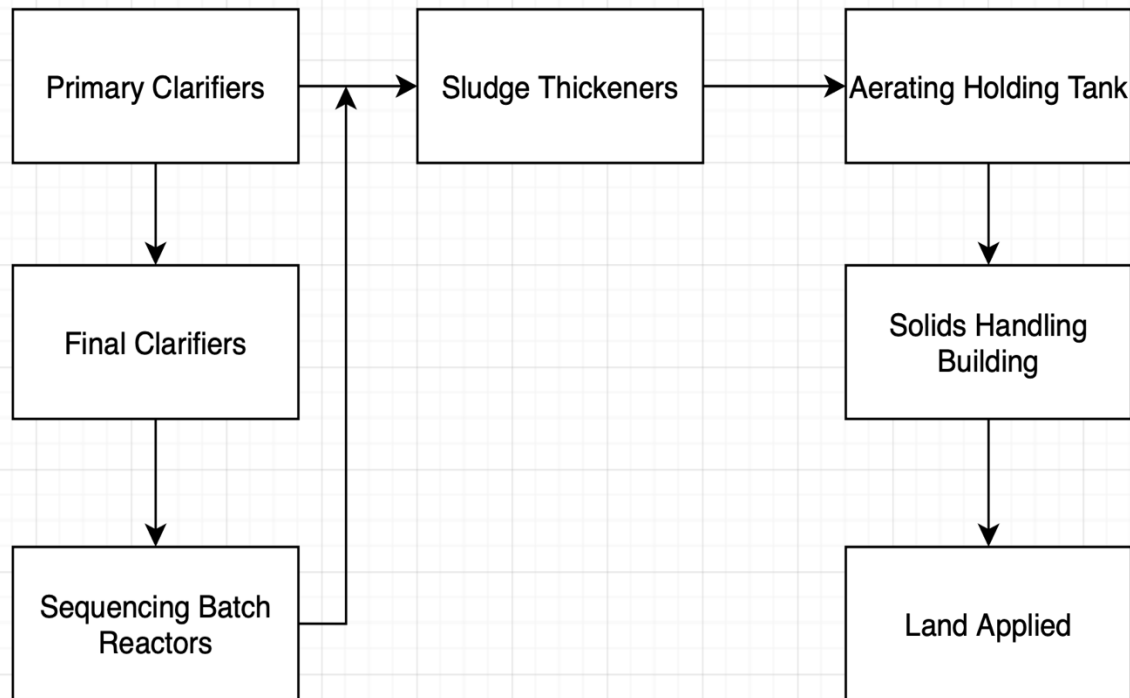 Primary Clarifiers
Sludge Thickeners
Aerating Holding Tank
Final Clarifiers
Solids Handling
Building
Sequencing Batch
Reactors
Land Applied